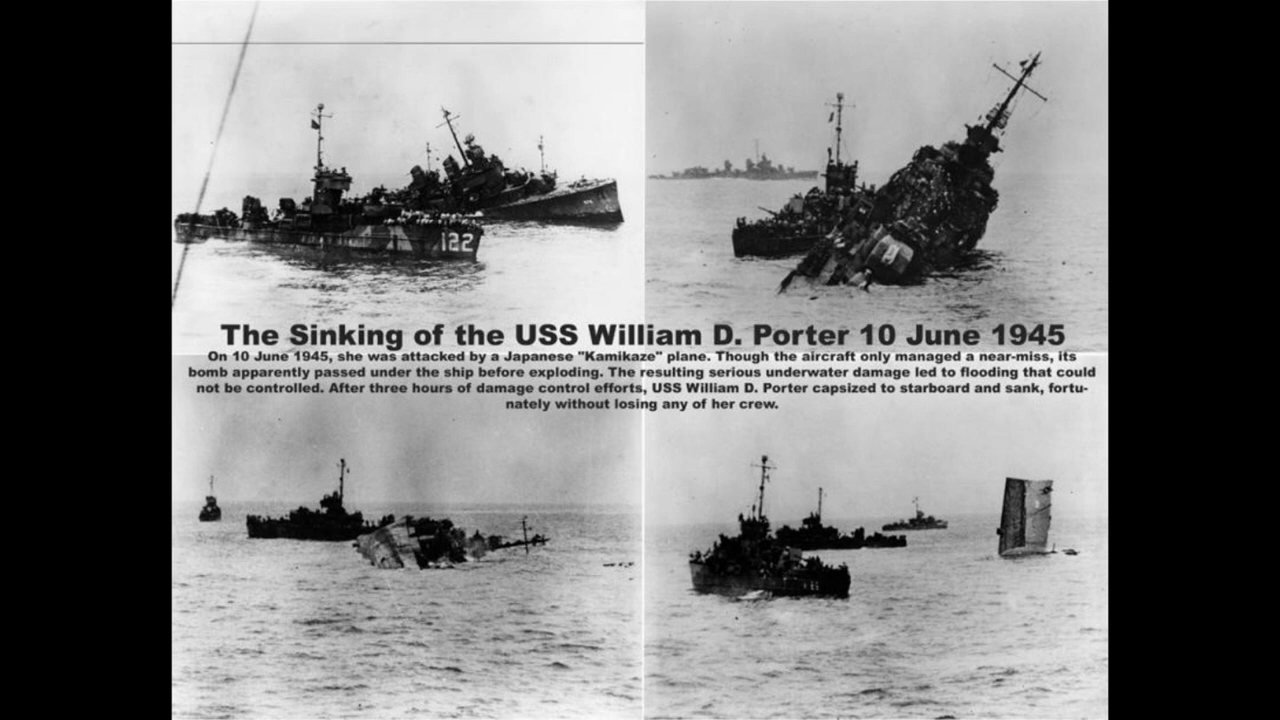 122
The Sinking of the USS William D. Porter 10 June 1945
On 10 June 1945, she was attacked by a Japanese "Kamikaze" plane. Though the aircraft only managed a near-miss, its
bomb apparently passed under the ship before exploding. The resulting serious underwater damage led to flooding that could
not be controlled. After three hours of damage control efforts, USS William D. Porter capsized to starboard and sank, fortu-
nately without losing any of her crew.